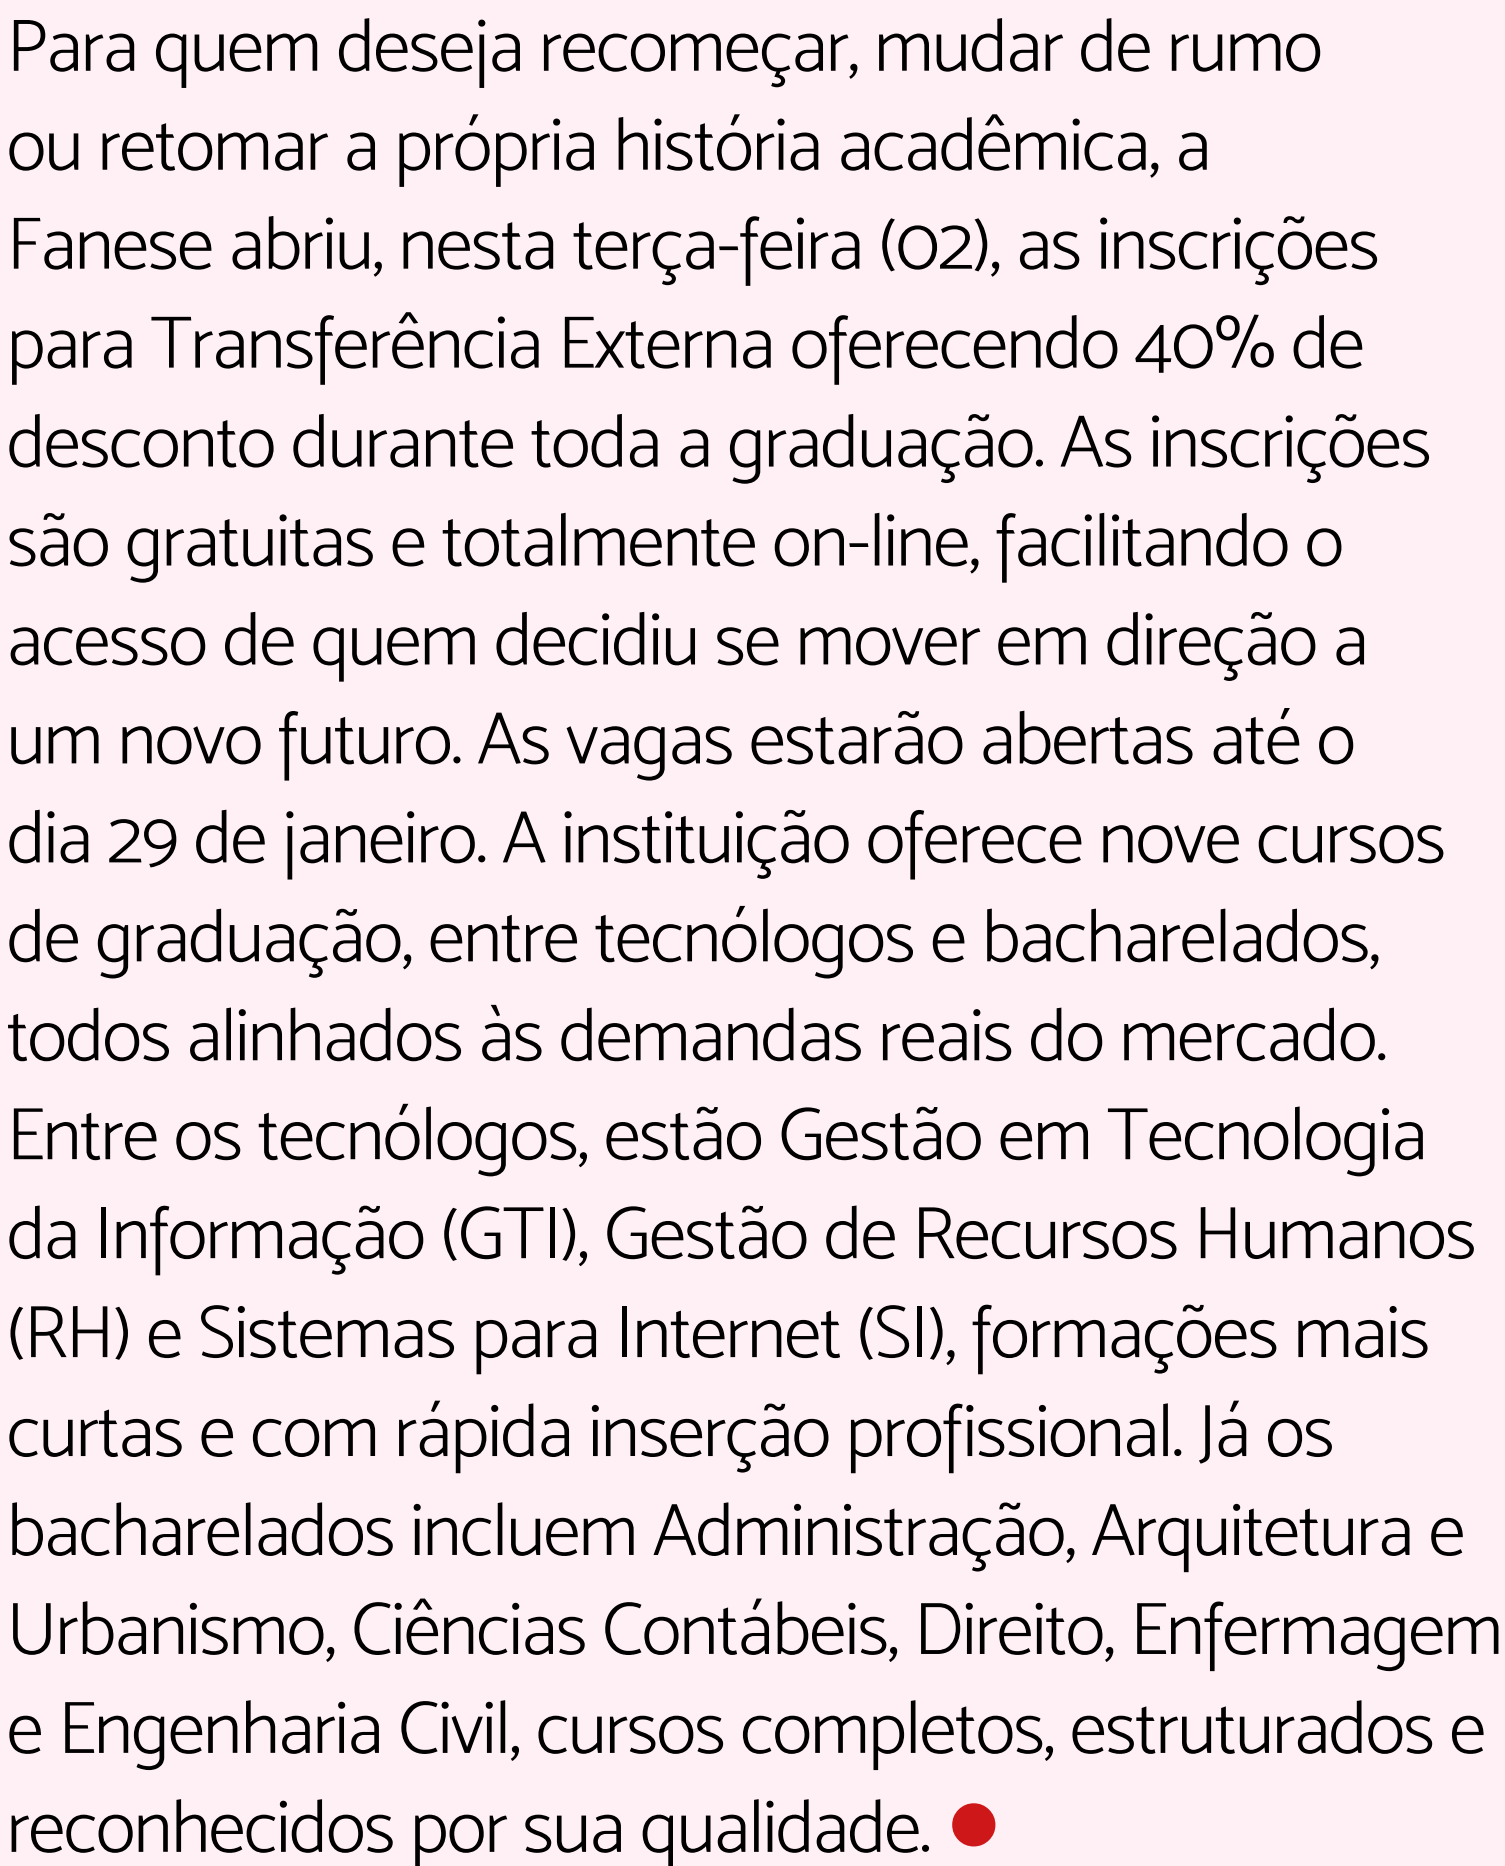 Para quem deseja recomeçar, mudar de rumo
ou retomar a própria história acadêmica, a
Fanese abriu, nesta terça-feira (02), as inscrições
para Transferência Externa oferecendo 40% de
desconto durante toda a graduação. As inscrições
são gratuitas e totalmente on-line, facilitando o
acesso de quem decidiu se mover em direção a
um novo futuro. As vagas estarão abertas até o
dia 29 de janeiro. A instituição oferece nove cursos
de graduação, entre tecnólogos e bacharelados,
todos alinhados às demandas reais do mercado.
Entre os tecnólogos, estão Gestão em Tecnologia
da Informação (GTI), Gestão de Recursos Humanos
(RH) e Sistemas para Internet (SI), formações mais
curtas e com rápida inserção profissional. Já os
bacharelados incluem Administração, Arquitetura e
Urbanismo, Ciências Contábeis, Direito, Enfermagem
e Engenharia Civil, cursos completos, estruturados e
reconhecidos por sua qualidade.